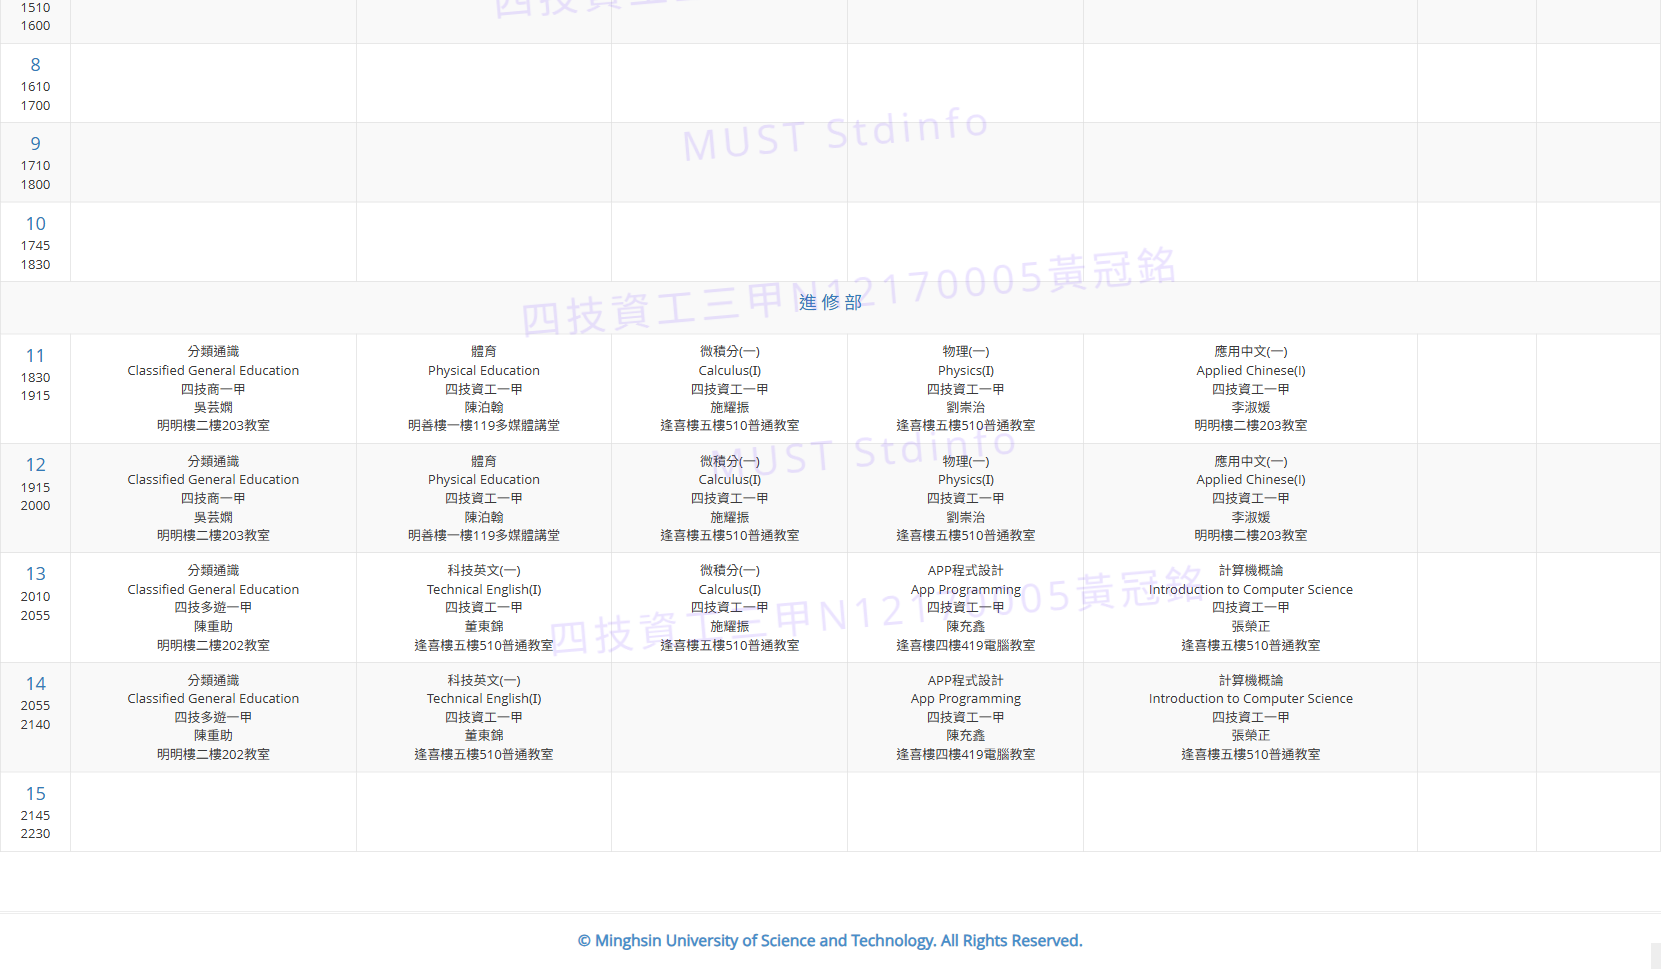 1510
1600
8
1610
1700
9
1710
1800
10
1745
1830
MUST Stdinfo
四技資工三甲N12170005黃冠銘
進修部
11
1830
1915
分類通識
Classified General Education
四技商一甲
吳芸嫻
明明樓二樓203教室
體育
Physical Education
四技資工一甲
陳泊翰
明善樓一樓119多媒體講堂
微積分(一)
Calculus(I)
四技資工一甲
施耀振
逢喜樓五樓510普通教室
物理(一)
Physics(I)
四技資工一甲
劉崇治
逢喜樓五樓510普通教室
應用中文(一)
Applied Chinese(I)
四技資工一甲
李淑媛
明明樓二樓203教室
MUST Stdinfo
12
1915
2000
分類通識
Classified General Education
四技商一甲
吳芸嫻
明明樓二樓203教室
體育
Physical Education
四技資工一甲
陳泊翰
明善樓一樓119多媒體講堂
微積分(一)
Calculus(I)
四技資工一甲
施耀振
逢喜樓五樓510普通教室
物理(一)
Physics(I)
四技資工一甲
劉崇治
逢喜樓五樓510普通教室
應用中文(一)
Applied Chinese(I)
四技資工一甲
李淑媛
明明樓二樓203教室
13
2010
2055
分類通識
Classified General Education
四技多遊一甲
陳重助
明明樓二樓202教室
科技英文(一)
Technical English(I)
四技資工一甲
董東錦
逢喜樓五樓510普通教室
微積分(一)
Calculus(I)
四技資工一甲
施耀振
逢喜樓五樓510普通教室
APP程式設計
App Programming
四技資工一甲
陳充鑫
逢喜樓四樓419電腦教室
計算機概論
Introduction to Computer Science
四技資工一甲
張榮正
逢喜樓五樓510普通教室
四技資工三甲N12170005黃冠銘
14
2055
2140
分類通識
Classified General Education
四技多遊一甲
陳重助
明明樓二樓202教室
科技英文(一)
Technical English(I)
四技資工一甲
董東錦
逢喜樓五樓510普通教室
APP程式設計
App Programming
四技資工一甲
陳充鑫
逢喜樓四樓419電腦教室
計算機概論
Introduction to Computer Science
四技資工一甲
張榮正
逢喜樓五樓510普通教室
15
2145
2230
© Minghsin University of Science and Technology. All Rights Reserved.